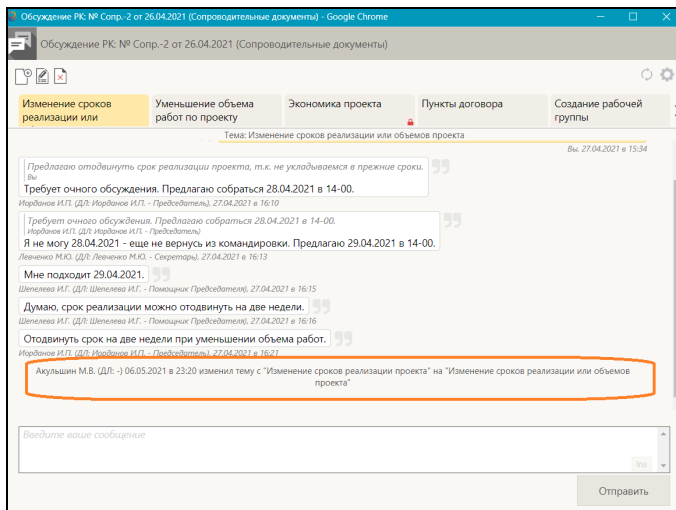 Обсуждение РК: № Сопр.-2 от 26.04.2021 (Сопроводительные документы) - Google Chrome
Обсуждение РК: № Сопр.-2 от 26.04.2021 (Сопроводительные документы)
Изменение сроков реализации или
Уменьшение объема работ по проекту
Экономика проекта
Пункты договора
Создание рабочей группы
Тема: Изменение сроков реализации или объемов проекта
Вы, 27.04.2021 в 15:34
Предлагаю отодвинуть срок реализации проекта, т.к. не укладываемся в прежние сроки.
Вы
Требует очного обсуждения. Предлагаю собраться 28.04.2021 в 14-00.
Иорданов И.П. (ДЛ: Иорданов И.П. - Председатель), 27.04.2021 в 16:10
Требует очного обсуждения. Предлагаю собраться 28.04.2021 в 14-00.
Иорданов И.П. (ДЛ: Иорданов И.П. - Председатель)
Я не могу 28.04.2021 - еще не вернусь из командировки. Предлагаю 29.04.2021 в 14-00.
Левченко М.Ю. (ДЛ: Левченко М.Ю. - Секретарь), 27.04.2021 в 16:13
Мне подходит 29.04.2021.
Шепелева И.Г. (ДЛ: Шепелева И.Г. - Помощник Председателя), 27.04.2021 в 16:15
Думаю, срок реализации можно отодвинуть на две недели.
Шепелева И.Г. (ДЛ: Шепелева И.Г. - Помощник Председателя), 27.04.2021 в 16:16
Отодвинуть срок на две недели при уменьшении объема работ.
Иорданов И.П. (ДЛ: Иорданов И.П. - Председатель), 27.04.2021 в 16:21
Акульшин М.В. (ДЛ: -) 06.05.2021 в 23:20 изменил тему с "Изменение сроков реализации проекта" на "Изменение сроков реализации или объемов
проекта"
Введите ваше сообщение
Ins
Отправить